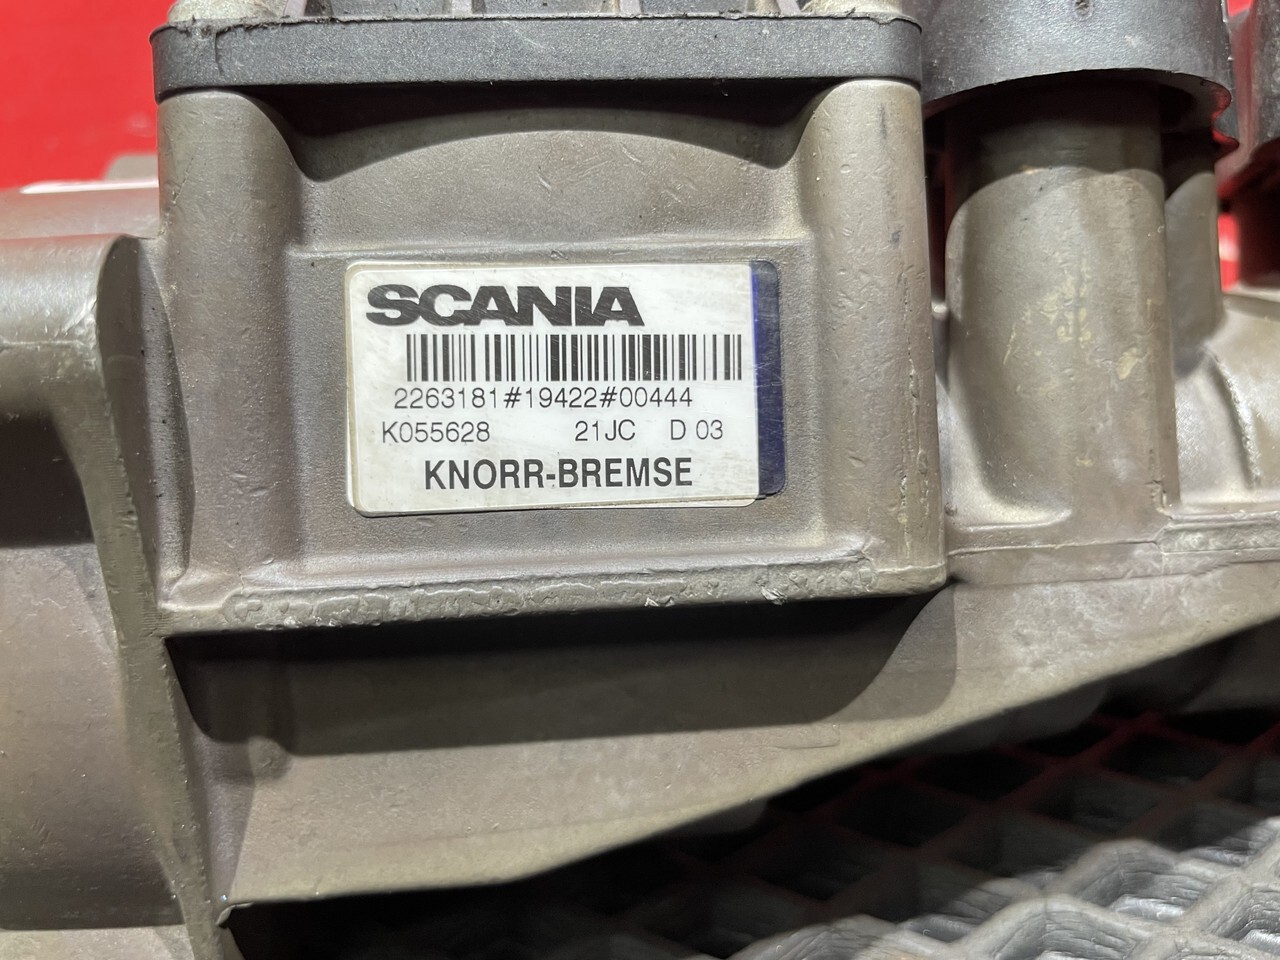 SCANIA
2263181#19422#00444
K055628 21JC D 03
KNORR-BREMSE